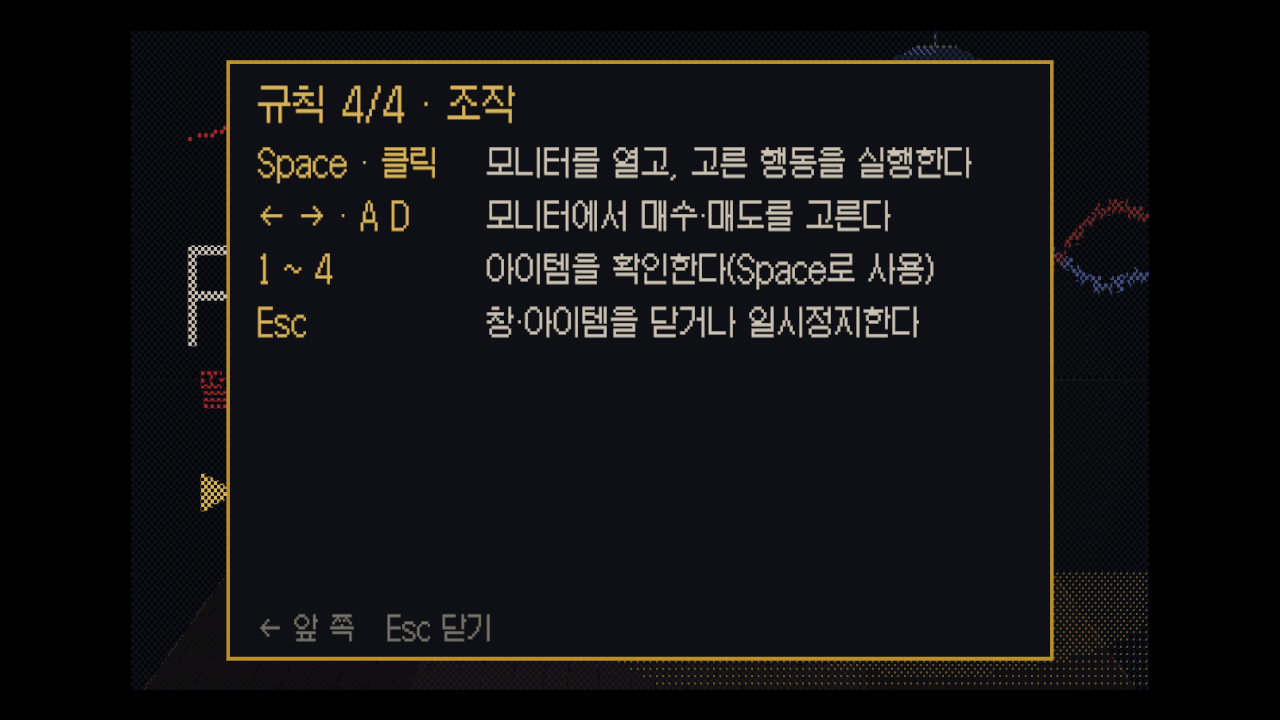 규칙 4/4 · 조작
Space · 클릭 모니터를 열고, 고른 행동을 실행한다
← → · A D 모니터에서 매수·매도를 고른다
1 ~ 4 아이템을 확인한다(Space로 사용)
Esc 창·아이템을 닫거나 일시정지한다
← 앞 쪽 Esc 닫기